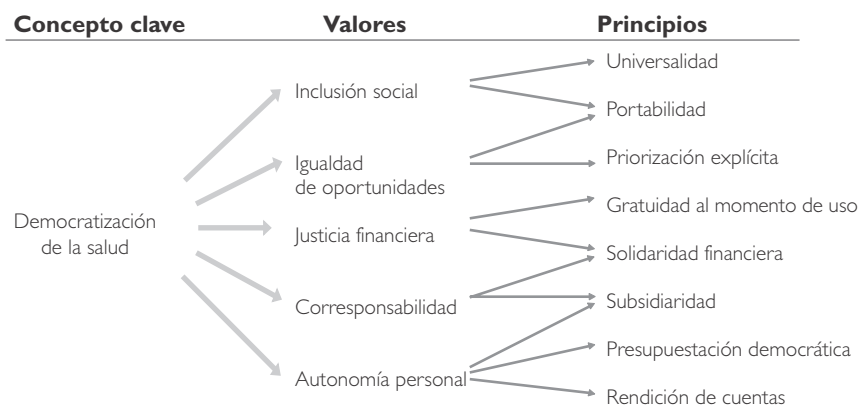 Concepto clave
Valores
Principios
Democratización
de la salud
Inclusión social
Igualdad
de oportunidades
Justicia financiera
Corresponsabilidad
Autonomía personal
Universalidad
Portabilidad
Priorización explícita
Gratuidad al momento de uso
Solidaridad financiera
Subsidiaridad
Presupuestación democrática
Rendición de cuentas